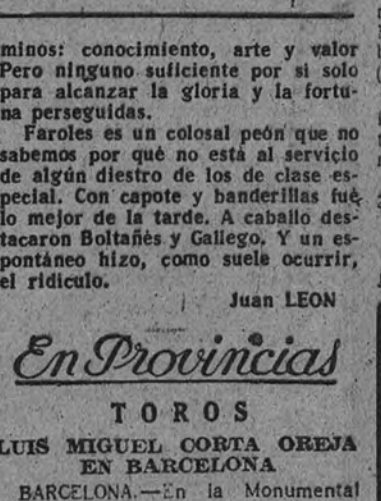 minos: conocimiento, arte y valor
Pero ninguno suficiente por si solo
para alcanzar la gloria y la fortu-
na perseguidas.
Faroles es un colosal peón que no
sabemos por qué no está al servicio
de algún diestro de los de clase es-
pecial. Con capote y banderillas fué
lo mejor de la tarde. A caballo des-
tacaron Boltañés y Gallego. Y un es-
pontáneo hizo, como suele ocurrir,
el ridículo.
Juan LEON
En Provincias
TOROS
LUIS MIGUEL CORTA OREJA
EN BARCELONA
BARCELONA.—En la Monumental